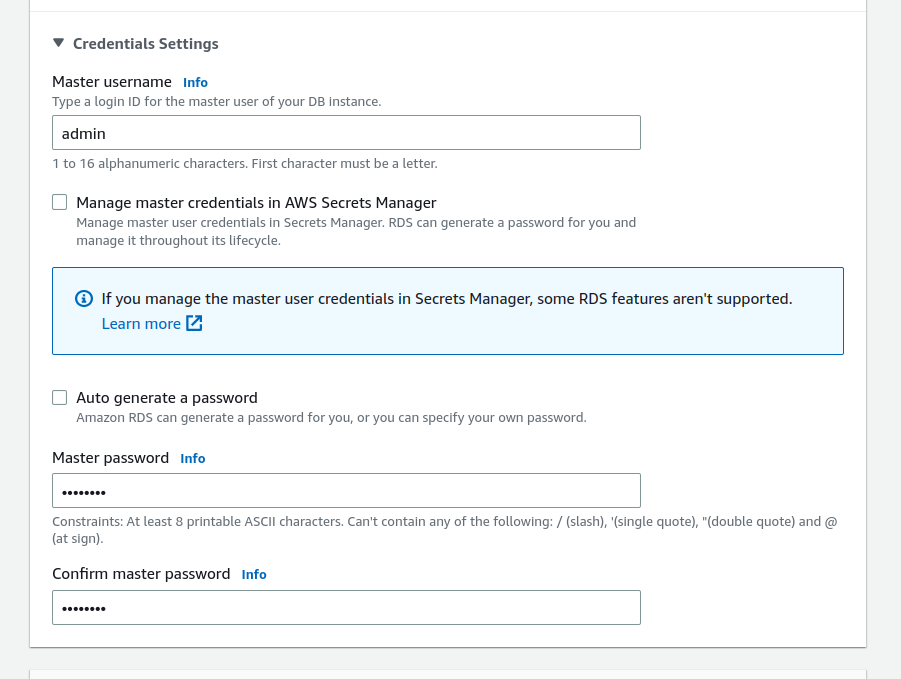 Credentials Settings
Master username Info
Type a login ID for the master user of your DB instance.
admin
1 to 16 alphanumeric characters. First character must be a letter.
Manage master credentials in AWS Secrets Manager
Manage master user credentials in Secrets Manager. RDS can generate a password for you and
manage it throughout its lifecycle.
If you manage the master user credentials in Secrets Manager, some RDS features aren't supported.
Learn more
Auto generate a password
Amazon RDS can generate a password for you, or you can specify your own password.
Master password Info
••••••••
Constraints: At least 8 printable ASCII characters. Can't contain any of the following: / (slash), '(single quote), "(double quote) and @
(at sign).
Confirm master password Info
••••••••